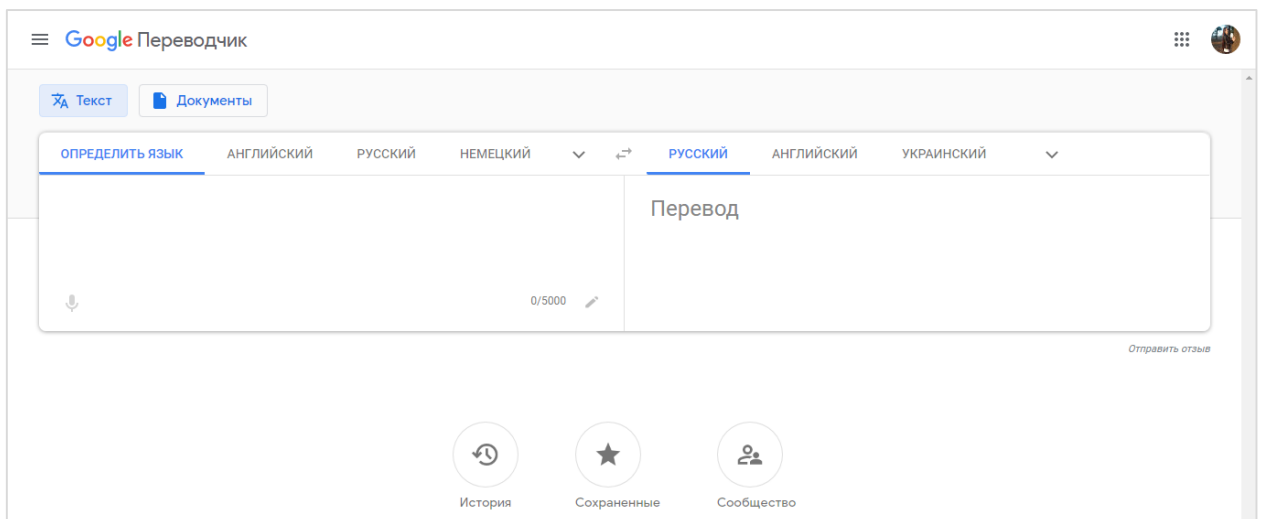 Google Переводчик
Текст Документы
ОПРЕДЕЛИТЬ ЯЗЫК АНГЛИЙСКИЙ РУССКИЙ НЕМЕЦКИЙ РУССКИЙ АНГЛИЙСКИЙ УКРАИНСКИЙ
Перевод
0/5000
Отправить отзыв
История Сохраненные Сообщество